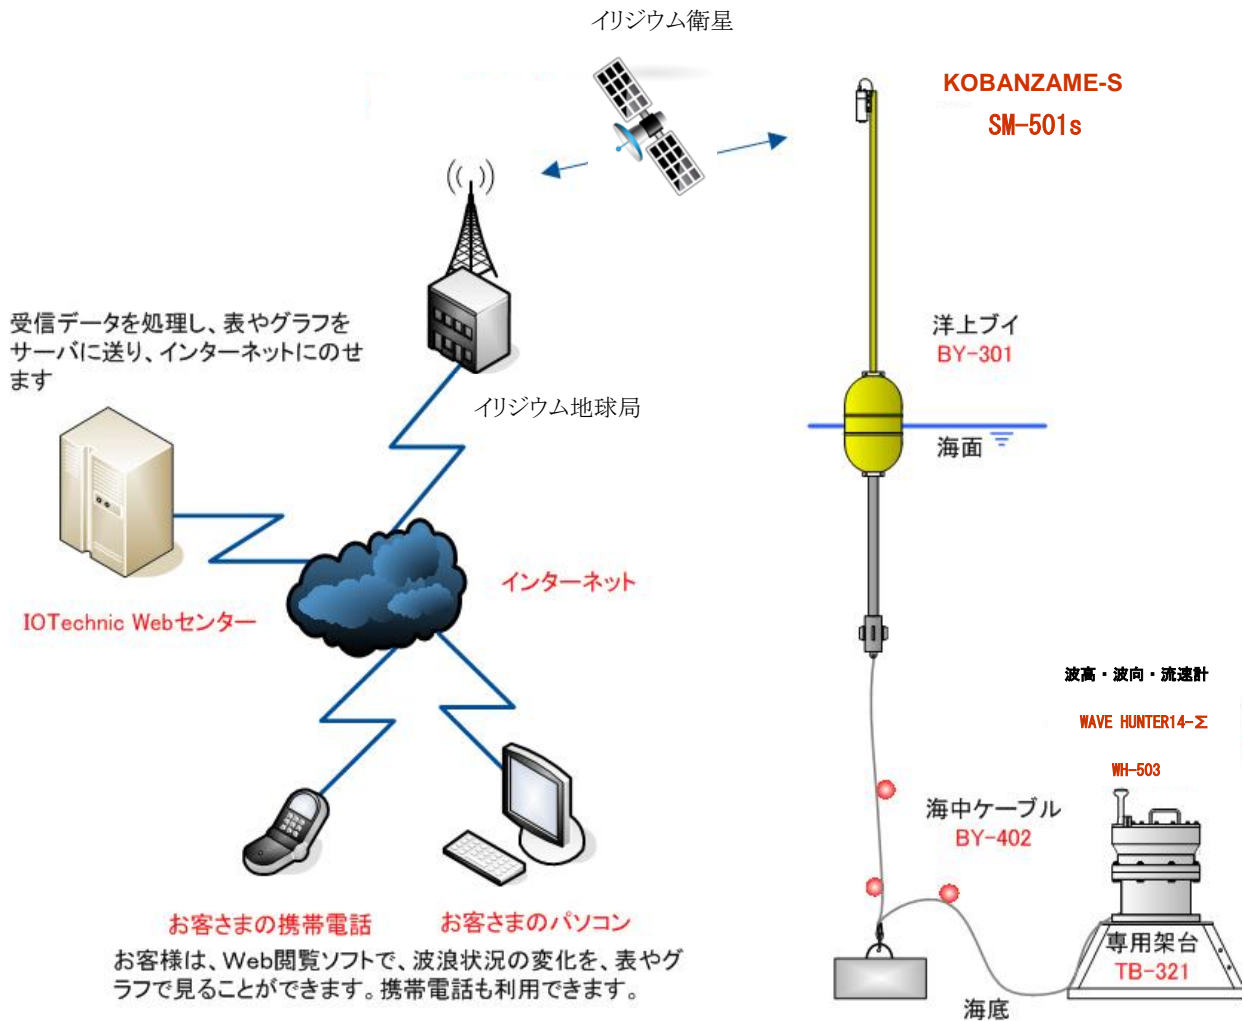 イリジウム衛星
KOBANZAME-S
SM-501s
受信データを処理し、表やグラフを
サーバに送り、インターネットにのせ
ます
洋上ブイ
BY-301
イリジウム地球局
海面
インターネット
IOTechnic Webセンター
波高・波向・流速計
WAVE HUNTER14-Σ
WH-503
海中ケーブル
BY-402
お客さまの携帯電話
お客さまのパソコン
お客様は、Web閲覧ソフトで、波浪状況の変化を、表やグ
ラフで見ることができます。携帯電話も利用できます。
専用架台
TB-321
海底